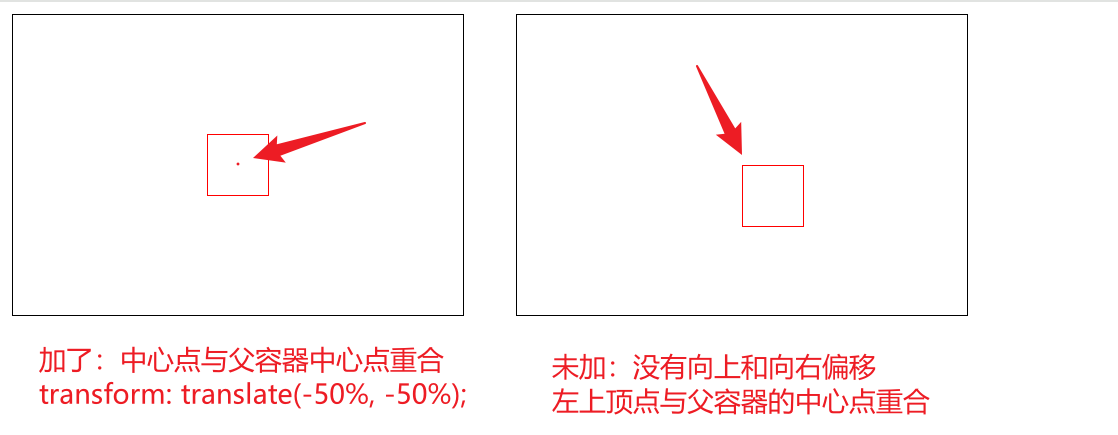 加了：中心点与父容器中心点重合
transform: translate(-50%, -50%);
未加：没有向上和向右偏移
左上顶点与父容器的中心点重合